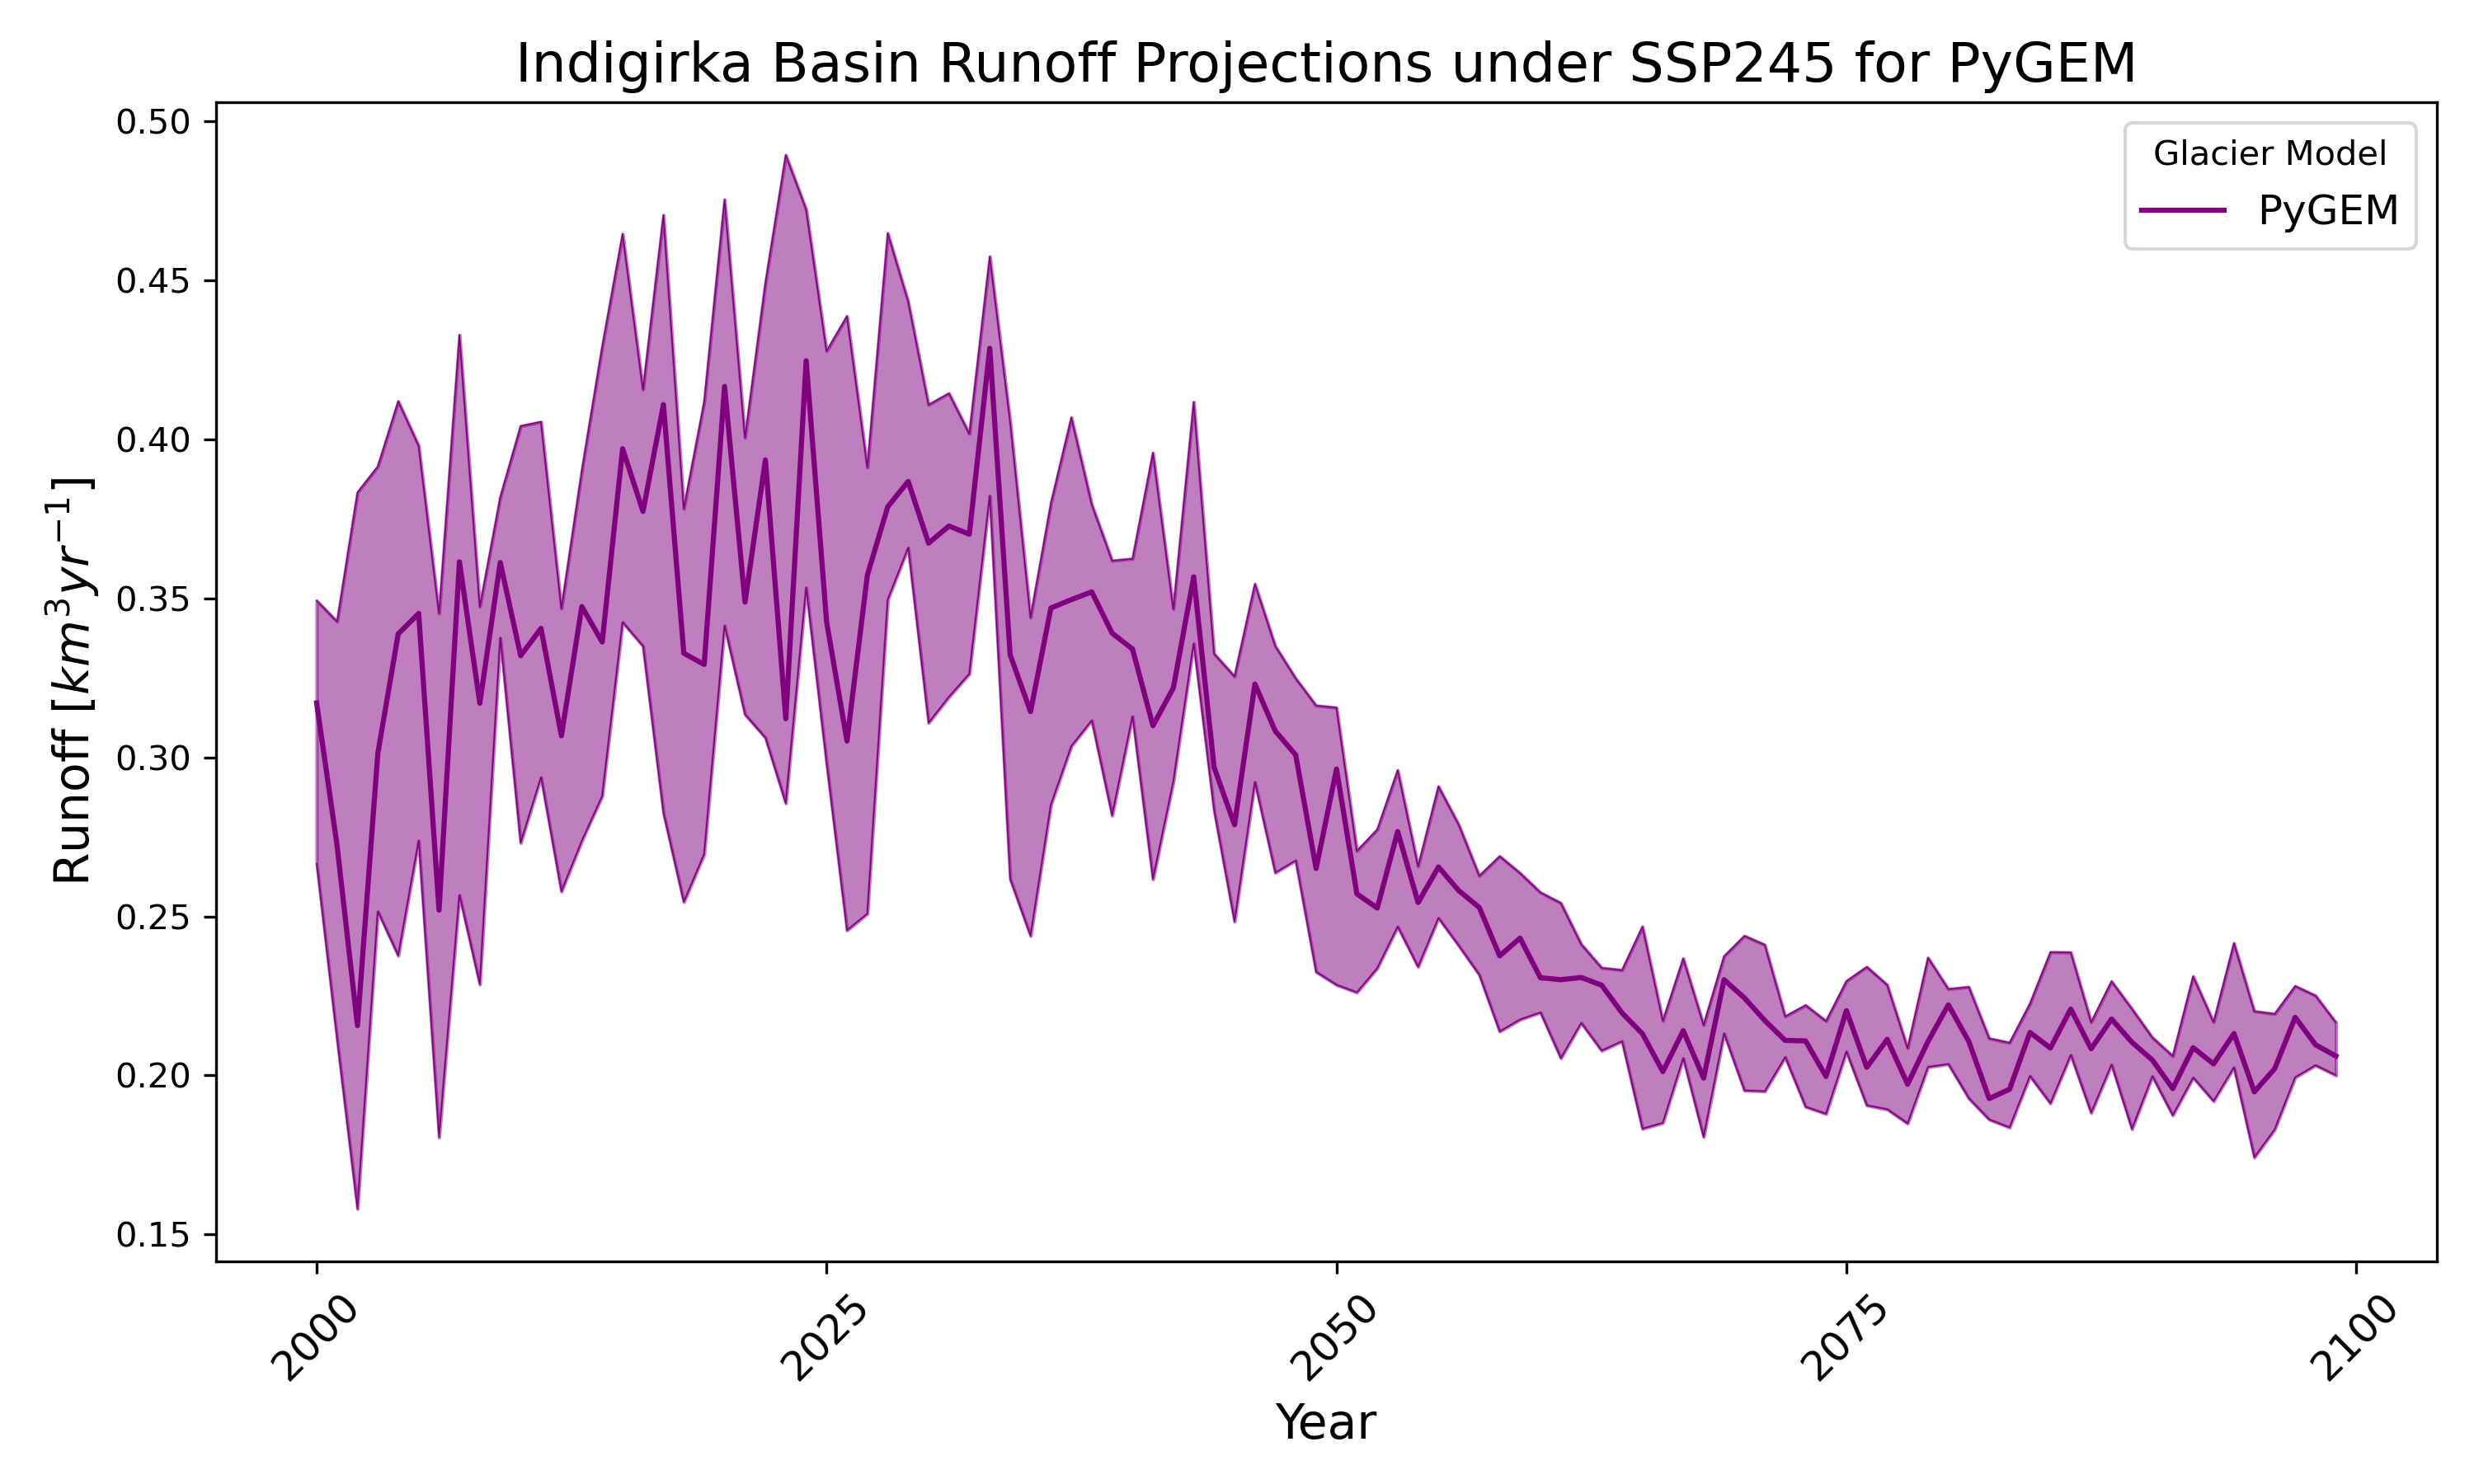 Indigirka Basin Runoff Projections under SSP245 for PyGEM
Glacier Model
PyGEM
Runoff [km³yr⁻¹]
0.50
0.45
0.40
0.35
0.30
0.25
0.20
0.15
2000
2025
2050
2075
2100
Year